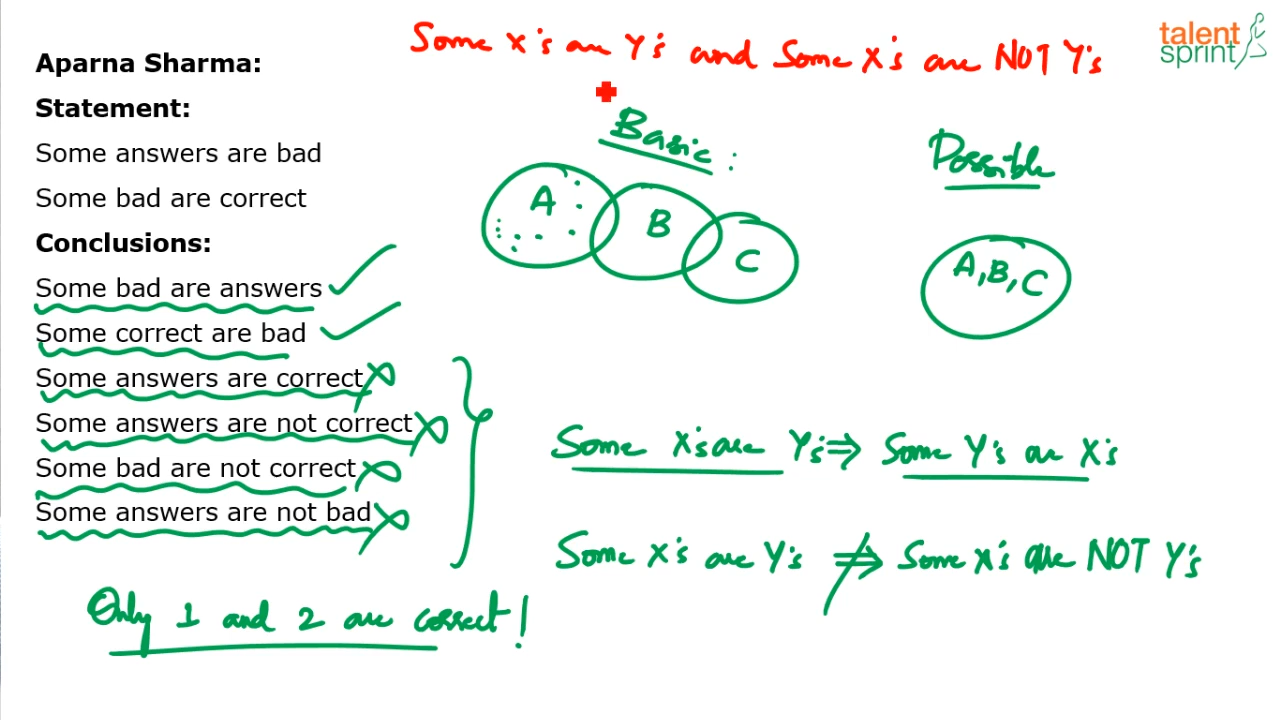 Some X's are Y's and Some X's are NOT Y's
talent
sprint
Aparna Sharma:
Statement:
Some answers are bad
Some bad are correct
Conclusions:
Some bad are answers
Some correct are bad
Some answers are correct
Some answers are not correct
Some bad are not correct
Some answers are not bad
Only 1 and 2 are correct!
Basic:
A B C
Possible
A, B, C
Some X's are Y's ⇒ Some Y's are X's
Some X's are Y's ⇏ Some X's are NOT Y's